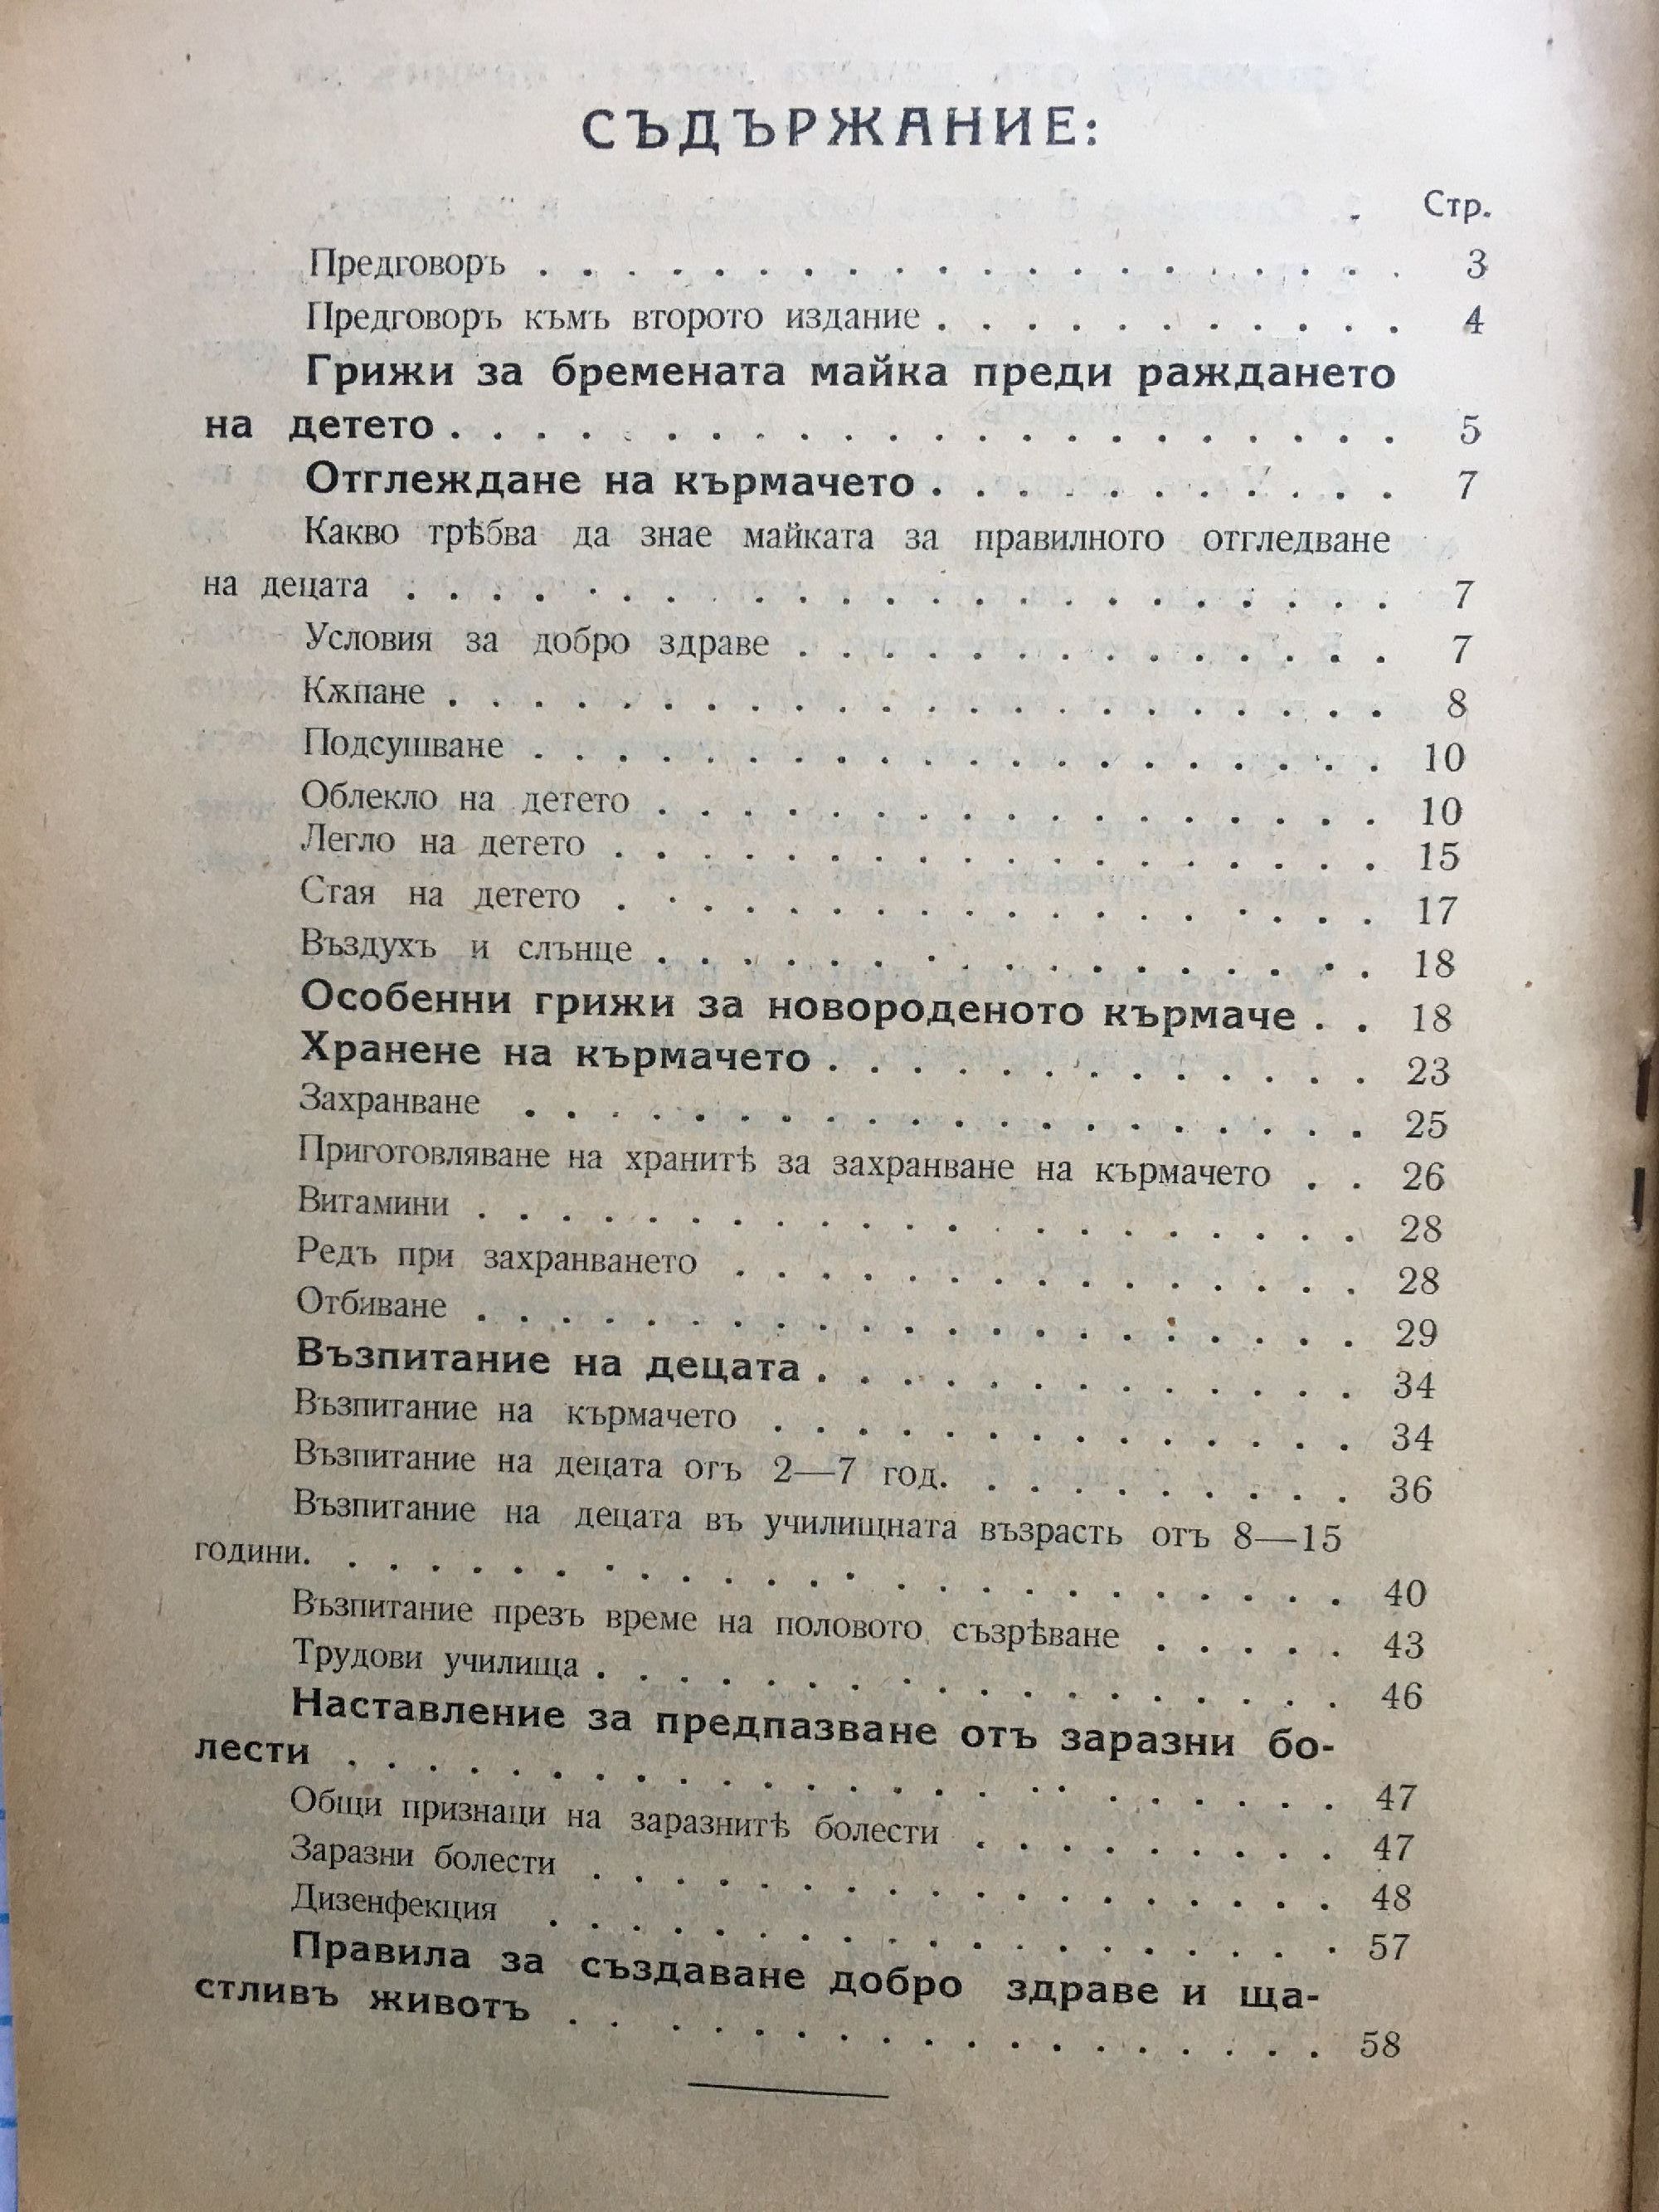 СЪДЪРЖАНИЕ:
Стр.
Предговоръ . . . . . . . . . . . . . . . . . . . . 3
Предговоръ към второто издание . . . . . . . . . . . 4
Грижи за бремената майка преди раждането
на детето . . . . . . . . . . . . . . . . . . . . . . 5
Отглеждане на кърмачето . . . . . . . . . . . 7
Какво трѣбва да знае майката за правилното отгледване
на децата . . . . . . . . . . . . . . . . . . . . . . . 7
Условия за добро здраве . . . . . . . . . . . . . . 7
Кѫпане . . . . . . . . . . . . . . . . . . . . . . 8
Подсушване . . . . . . . . . . . . . . . . . . . . 10
Облекло на детето . . . . . . . . . . . . . . . . . 10
Легло на детето . . . . . . . . . . . . . . . . . . 15
Стая на детето . . . . . . . . . . . . . . . . . . 17
Въздухъ и слънце . . . . . . . . . . . . . . . . . 18
Особенни грижи за новороденото кърмаче . . 18
Хранене на кърмачето . . . . . . . . . . . . . 23
Захранване . . . . . . . . . . . . . . . . . . . . 25
Приготовляване на хранитѣ за захранване на кърмачето . . 26
Витамини . . . . . . . . . . . . . . . . . . . . . 28
Редъ при захранването . . . . . . . . . . . . . . . 28
Отбиване . . . . . . . . . . . . . . . . . . . . . 29
Възпитание на децата . . . . . . . . . . . . . 34
Възпитание на кърмачето . . . . . . . . . . . . . . 34
Възпитание на децата отъ 2—7 год. . . . . . . . . . 36
Възпитание на децата въ училищната възрасть отъ 8—15
години. . . . . . . . . . . . . . . . . . . . . . . . . 40
Възпитание презъ време на половото съзрѣване . . . . . 43
Трудови училища . . . . . . . . . . . . . . . . . . 46
Наставление за предпазване отъ заразни бо-
лести . . . . . . . . . . . . . . . . . . . . . . . . 47
Общи признаци на заразнитѣ болести . . . . . . . . . 47
Заразни болести . . . . . . . . . . . . . . . . . . 48
Дизенфекция . . . . . . . . . . . . . . . . . . . 57
Правила за създаване добро здраве и ща-
стливъ животъ . . . . . . . . . . . . . . . . . . 58